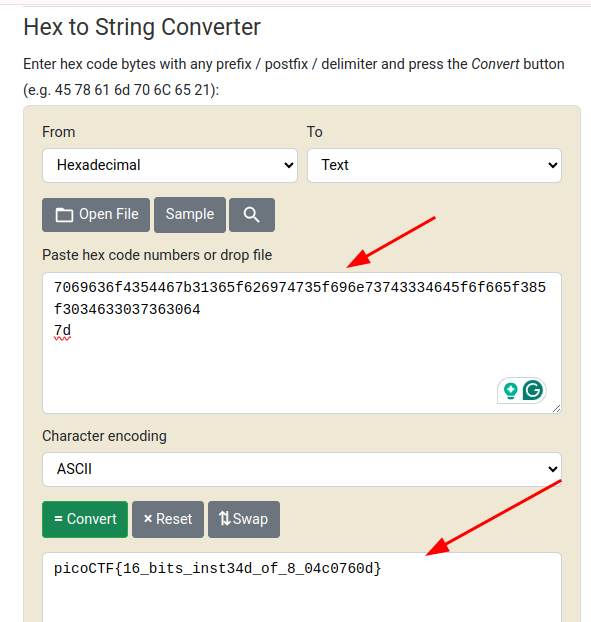 Hex to String Converter
Enter hex code bytes with any prefix / postfix / delimiter and press the Convert button
(e.g. 45 78 61 6d 70 6C 65 21):
From To
Hexadecimal Text
Open File Sample
Paste hex code numbers or drop file
7069636f4354467b31365f626974735f696e73743334645f6f665f385
f3034633037363064
7d
Character encoding
ASCII
= Convert × Reset ⇅Swap
picoCTF{16_bits_inst34d_of_8_04c0760d}